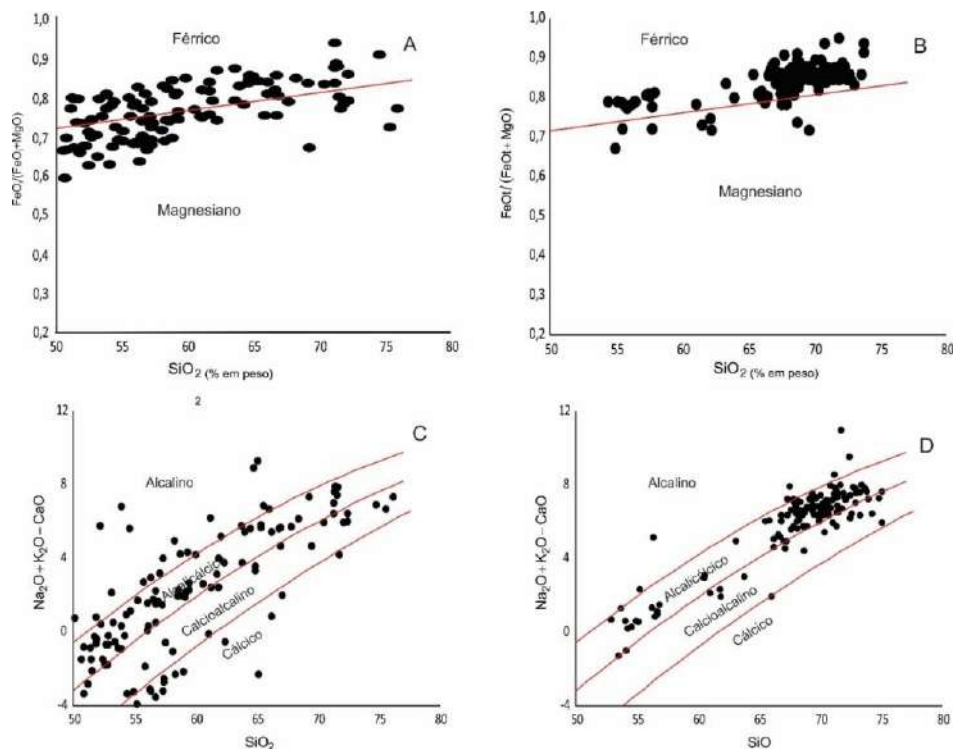 1,0
0,9
0,8
0,7
0,6
0,5
0,4
0,3
0,2
FeO/(FeO+MgO)
Férrico
A
Magnesiano
50 55 60 65 70 75 80
SiO2 (% em peso)
1,0
0,9
0,8
0,7
0,6
0,5
0,4
0,3
0,2
FeOt/(FeOt+MgO)
Férrico
B
Magnesiano
50 55 60 65 70 75 80
SiO2 (% em peso)
2
12
8
4
0
-4
Na2O+K2O-CaO
C
Alcalino
Alcalicálcico
Calcioalcalino
Cálcico
50 55 60 65 70 75 80
SiO2
12
8
4
0
-4
Na2O+K2O-CaO
D
Alcalino
Alcalicálcico
Calcioalcalino
Cálcico
50 55 60 65 70 75 80
SiO